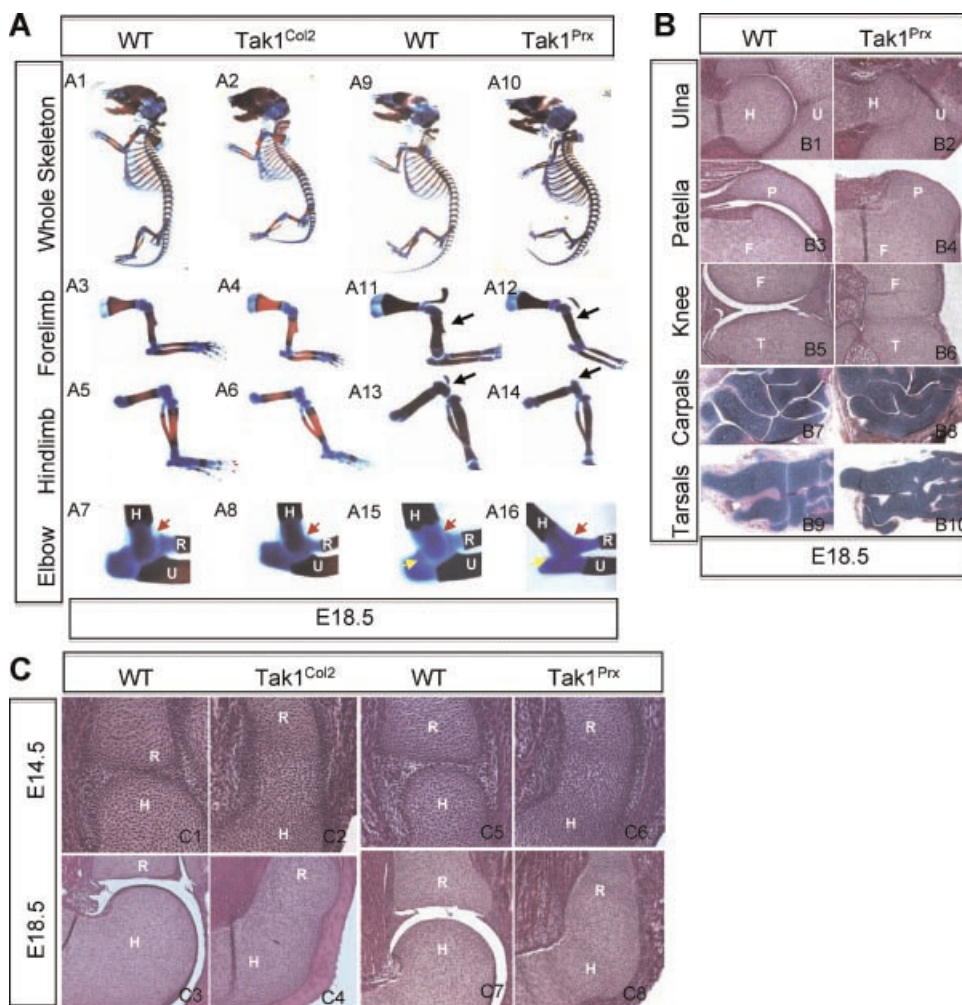 A
WT Tak1Col2 WT Tak1Prx
Whole Skeleton
A1 A2 A9 A10
Forelimb
A3 A4 A11 A12
Hindlimb
A5 A6 A13 A14
Elbow
A7 A8 A15 A16
H H H H
R R R
U U U
E18.5
B
WT Tak1Prx
Ulna
H U B1 H U B2
Patella
P F B3 P F B4
Knee
F T B5 F T B6
Carpals
B7 B8
Tarsals
B9 B10
E18.5
C
WT Tak1Col2 WT Tak1Prx
E14.5
R R R R
H H H H
C1 C2 C5 C6
E18.5
R R R R
H H H H
C3 C4 C7 C8